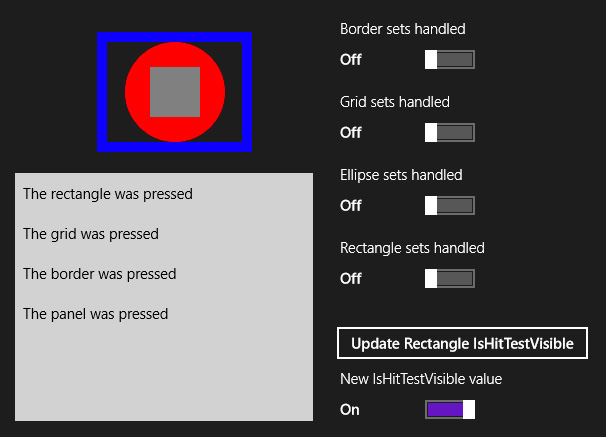 The rectangle was pressed
The grid was pressed
The border was pressed
The panel was pressed
Border sets handled
Off
Grid sets handled
Off
Ellipse sets handled
Off
Rectangle sets handled
Off
Update Rectangle IsHitTestVisible
New IsHitTestVisible value
On